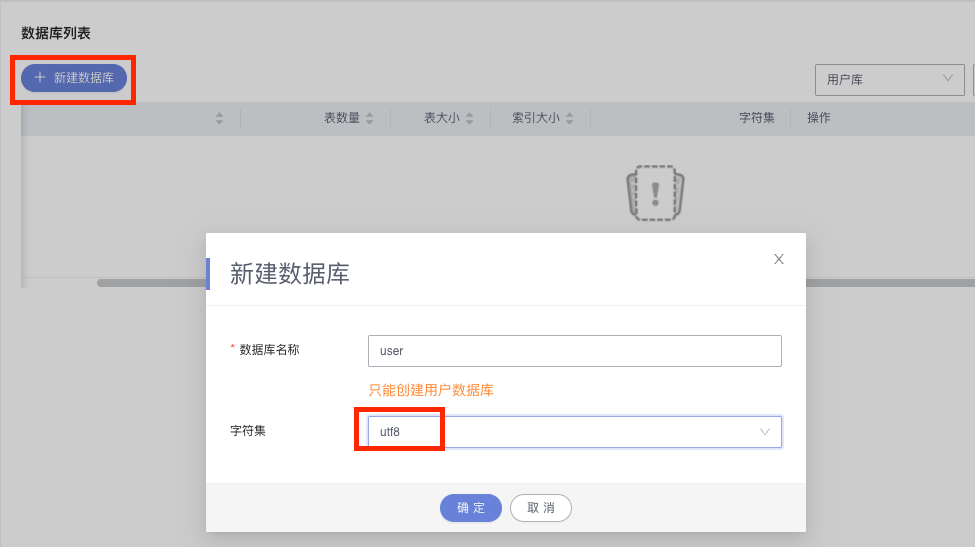 数据库列表
新建数据库
用户库
表数量 表大小 索引大小 字符集 操作
新建数据库
* 数据库名称 user
只能创建用户数据库
字符集 utf8
确 定 取 消